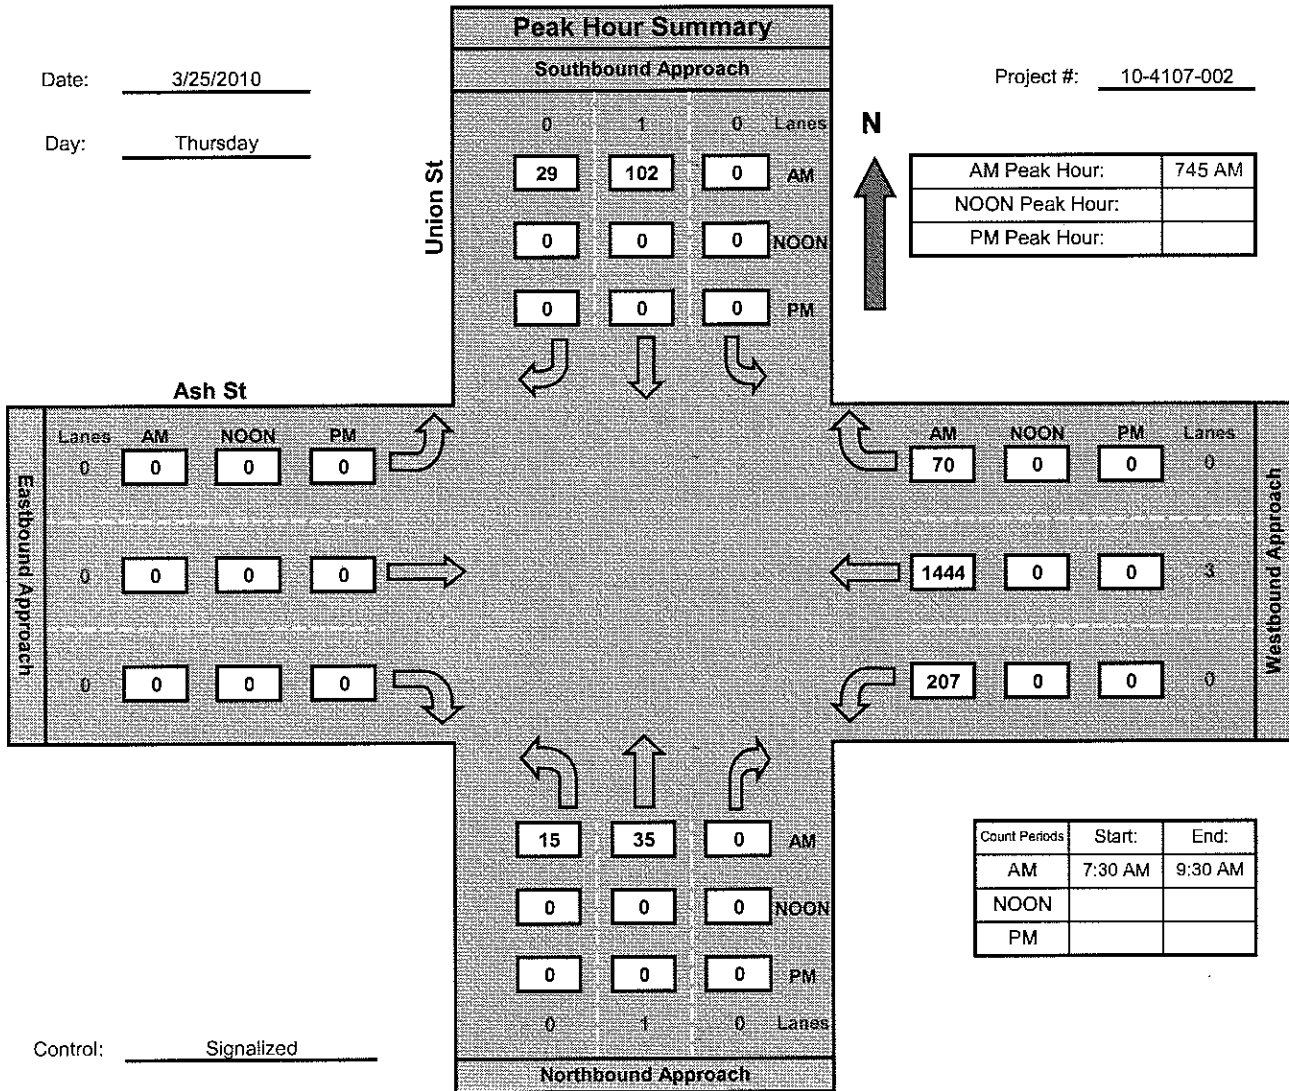 Peak Hour Summary
Southbound Approach
Date: 3/25/2010
Project #: 10-4107-002
Day: Thursday
0 1 0 Lanes
N
Union St
29 102 0 AM
0 0 0 NOON
0 0 0 PM
AM Peak Hour: 745 AM
NOON Peak Hour:
PM Peak Hour:
Ash St
Eastbound Approach
Lanes AM NOON PM
0 0 0 0
0 0 0 0
0 0 0 0
AM NOON PM Lanes
70 0 0 0
1444 0 0 3
207 0 0 0
Westbound Approach
15 35 0 AM
0 0 0 NOON
0 0 0 PM
0 1 0 Lanes
Count Periods Start: End:
AM 7:30 AM 9:30 AM
NOON
PM
Control: Signalized
Northbound Approach